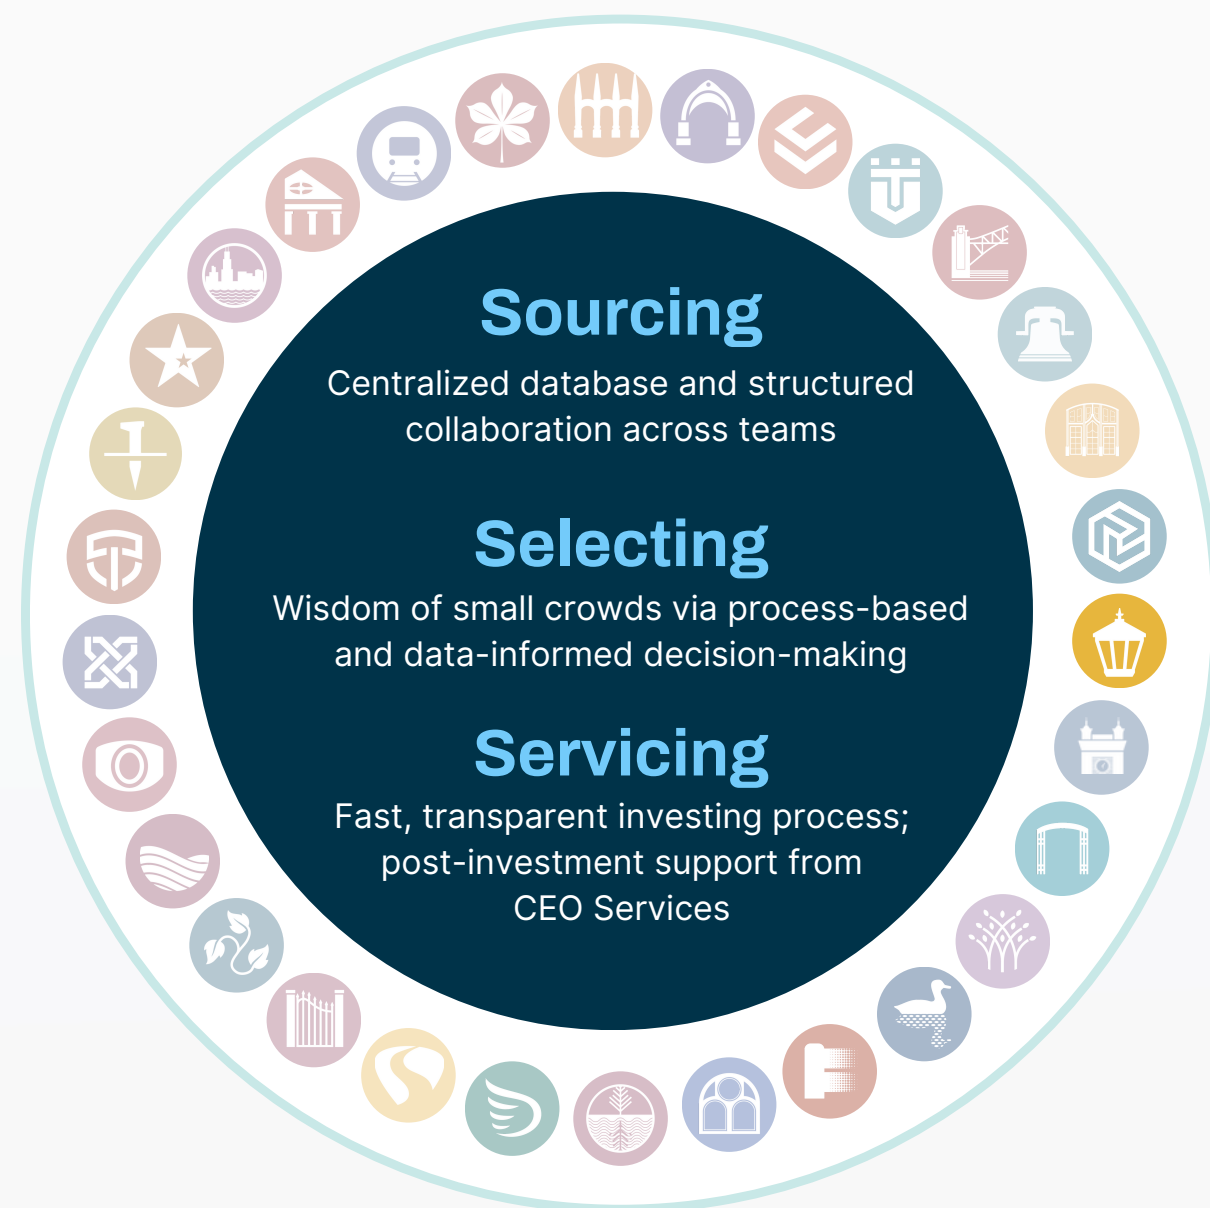 Sourcing
Centralized database and structured
collaboration across teams
Selecting
Wisdom of small crowds via process-based
and data-informed decision-making
Servicing
Fast, transparent investing process;
post-investment support from
CEO Services